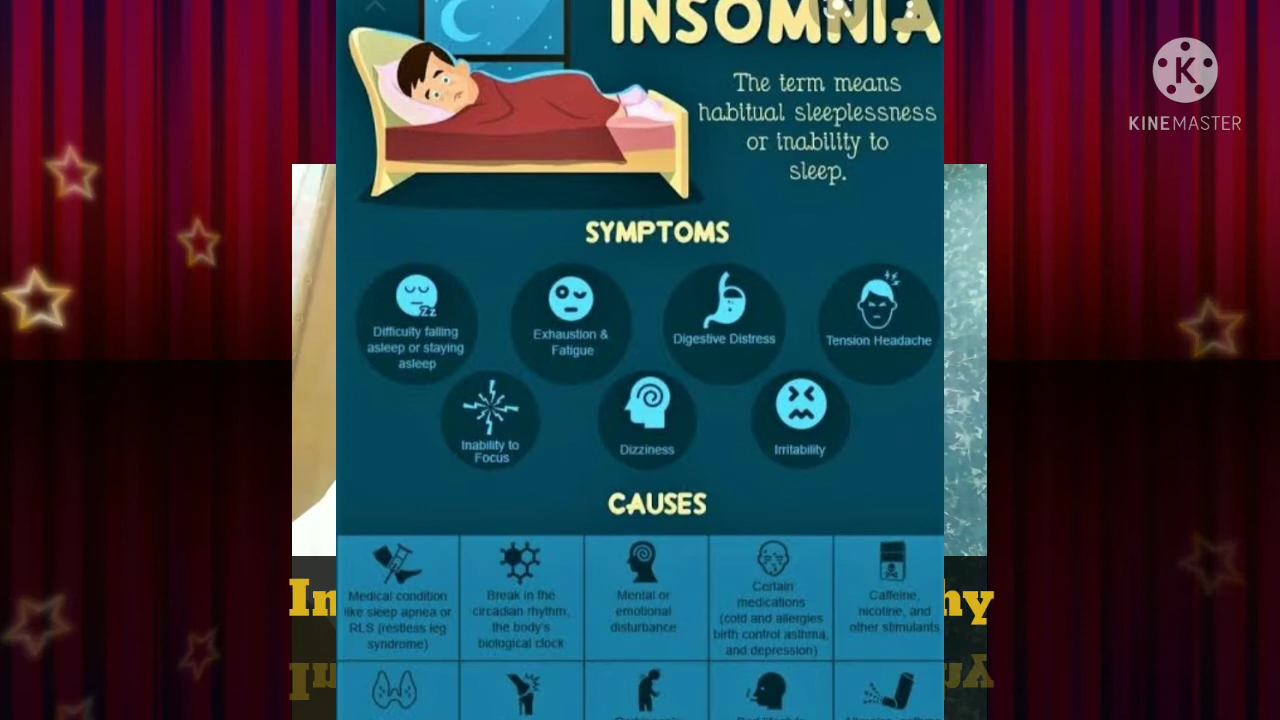 INSOMNIA
The term means
habitual sleeplessness
or inability to
sleep.
K
KINEMASTER
SYMPTOMS
Difficulty falling
asleep or staying
asleep
Zz
Exhaustion &
Fatigue
Digestive Distress
Tension Headache
Inability to
Focus
Dizziness
Irritability
CAUSES
Medical condition
like sleep apnea or
RLS (restless leg
syndrome)
Break in the
circadian rhythm,
the body's
biological clock
Mental or
emotional
disturbance
Certain
medications
(cold and allergies
birth control asthma,
and depression)
Caffeine,
nicotine, and
other stimulants
In
hy